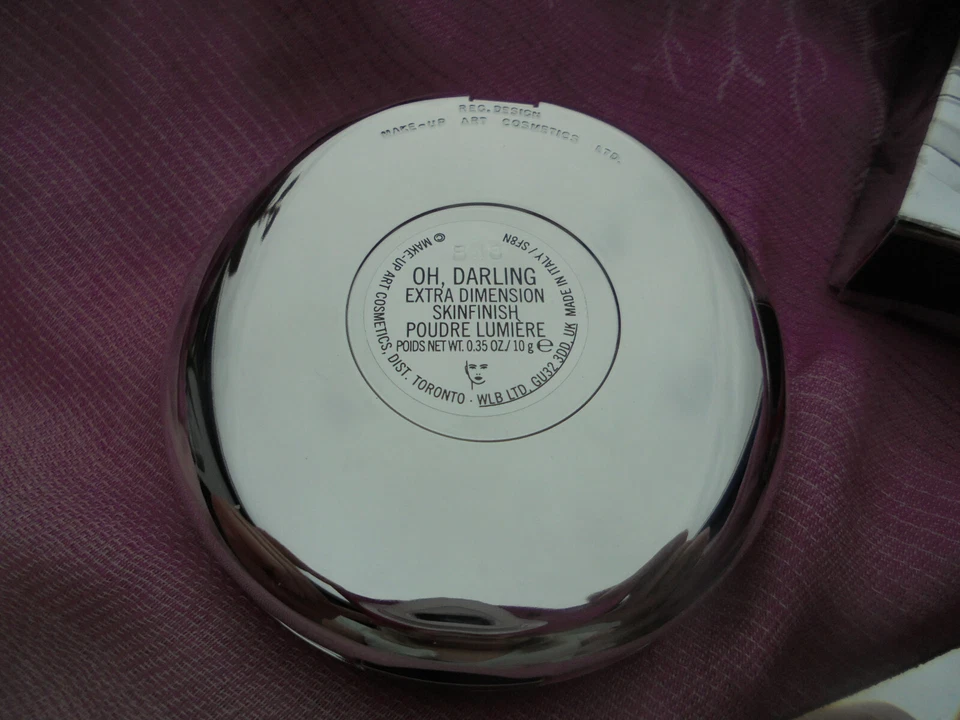 REG. DESIGN
MAKE-UP ART COSMETICS LTD.
OH, DARLING
EXTRA DIMENSION
SKINFINISH
POUDRE LUMIÈRE
POIDS NET WT. 0.35 OZ./ 10 g ℮
© MAKE-UP ART COSMETICS, DIST. TORONTO · WLB LTD. GU32 3DD, UK MADE IN ITALY / SF8N